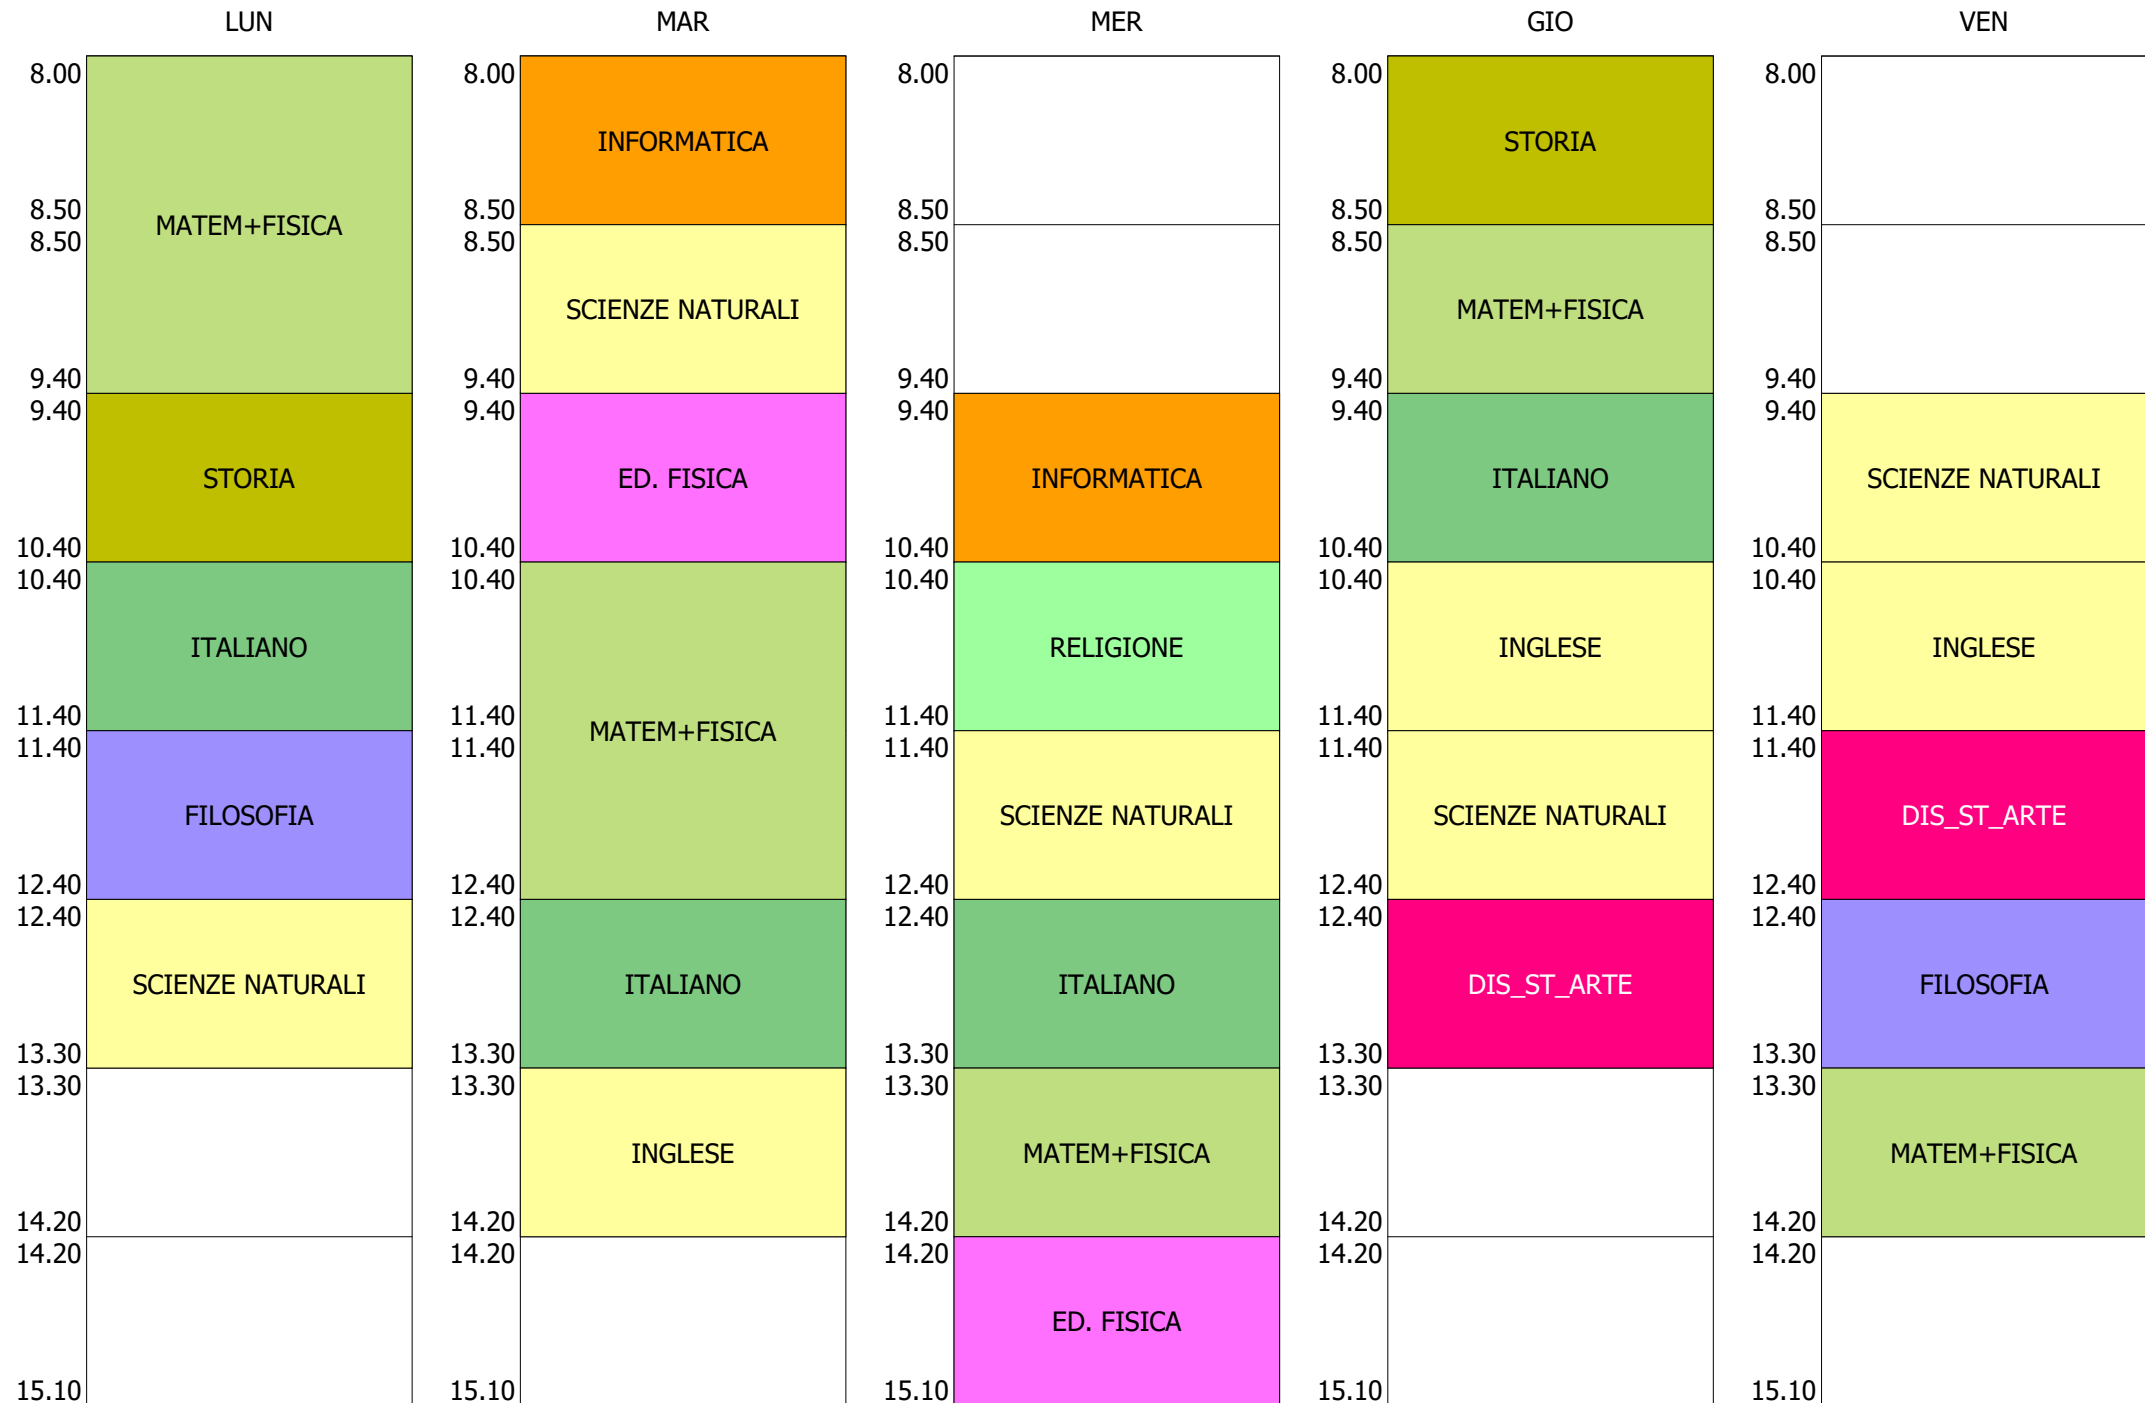 LUN MAR MER GIO VEN
8.00 8.00 8.00 8.00 8.00
INFORMATICA STORIA
8.50 8.50 8.50 8.50 8.50
MATEM+FISICA
8.50 8.50 8.50 8.50 8.50
SCIENZE NATURALI MATEM+FISICA
9.40 9.40 9.40 9.40 9.40
9.40 9.40 9.40 9.40 9.40
STORIA ED. FISICA INFORMATICA ITALIANO SCIENZE NATURALI
10.40 10.40 10.40 10.40 10.40
10.40 10.40 10.40 10.40 10.40
ITALIANO RELIGIONE INGLESE INGLESE
11.40 11.40 11.40 11.40 11.40
MATEM+FISICA
11.40 11.40 11.40 11.40 11.40
FILOSOFIA SCIENZE NATURALI SCIENZE NATURALI DIS_ST_ARTE
12.40 12.40 12.40 12.40 12.40
12.40 12.40 12.40 12.40 12.40
SCIENZE NATURALI ITALIANO ITALIANO DIS_ST_ARTE FILOSOFIA
13.30 13.30 13.30 13.30 13.30
13.30 13.30 13.30 13.30 13.30
INGLESE MATEM+FISICA MATEM+FISICA
14.20 14.20 14.20 14.20 14.20
14.20 14.20 14.20 14.20 14.20
ED. FISICA
15.10 15.10 15.10 15.10 15.10